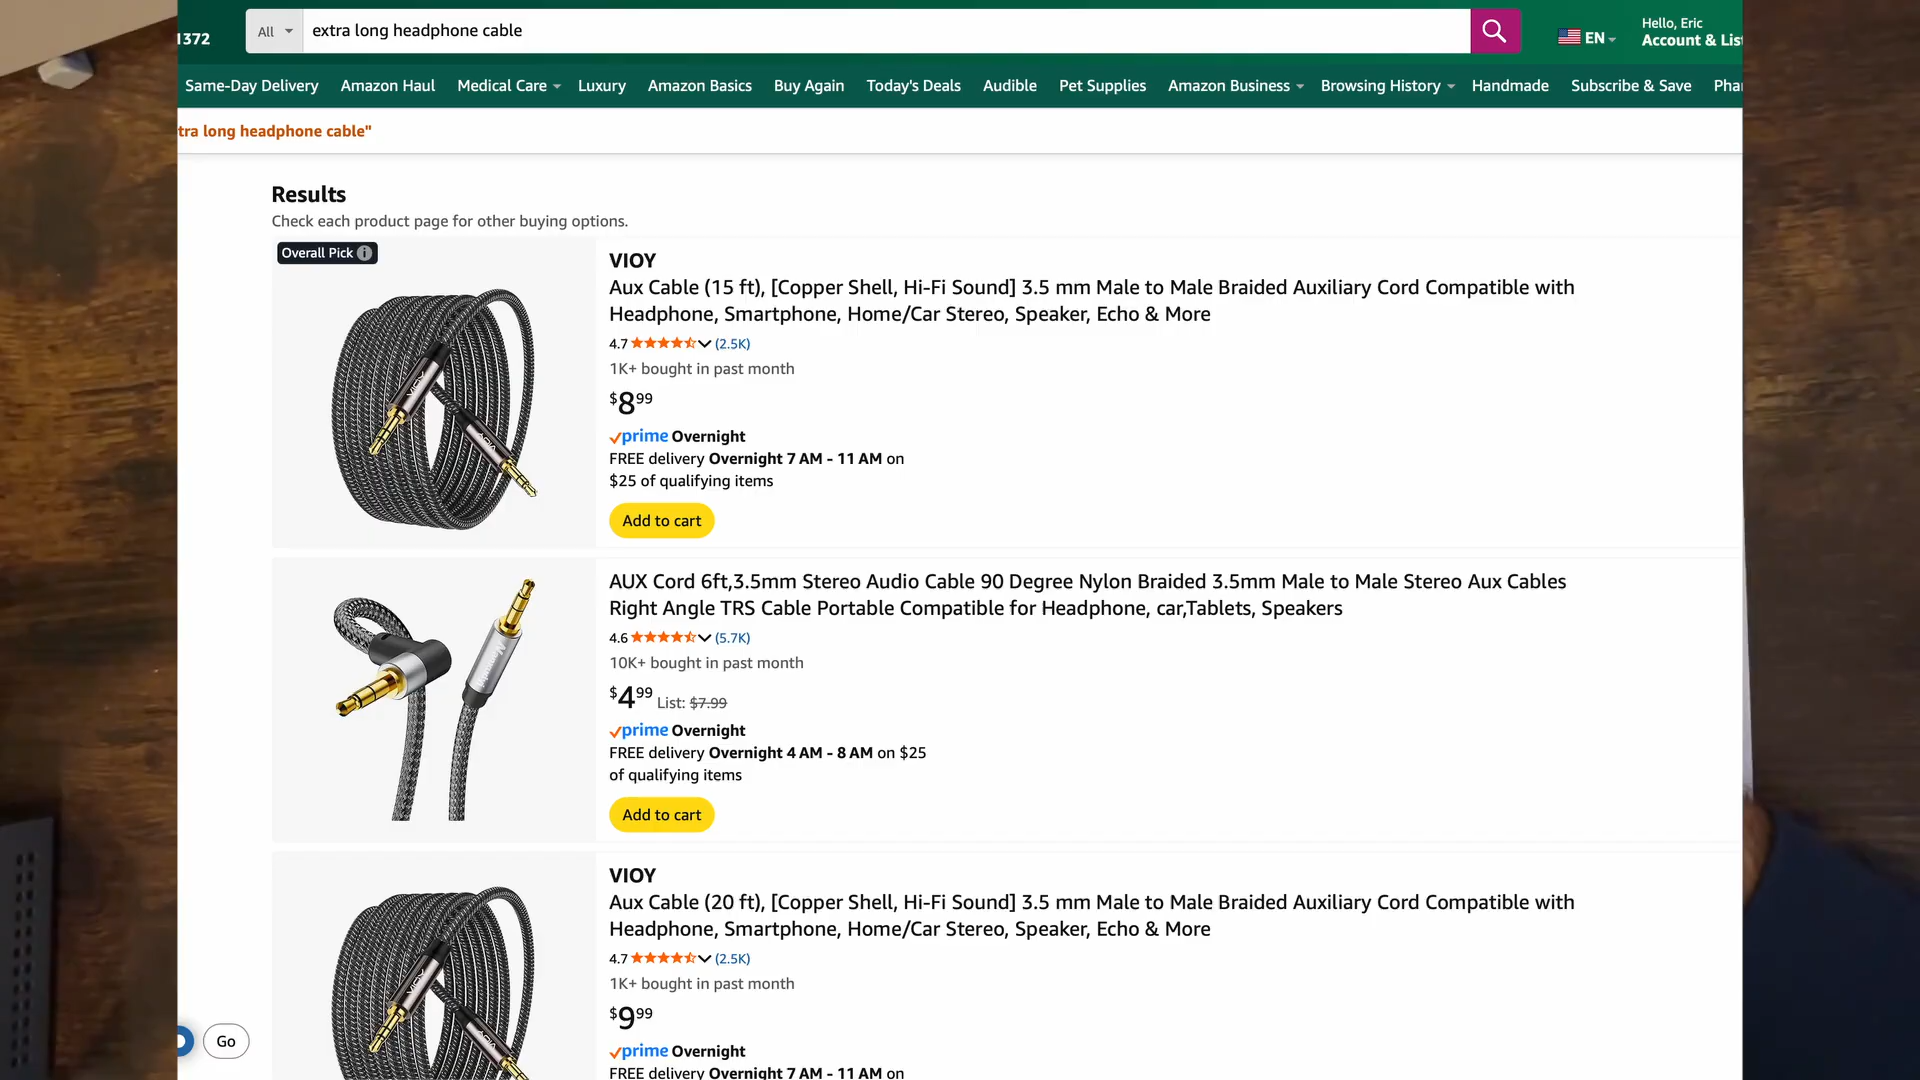 1372
All
extra long headphone cable
EN
Hello, Eric
Account & List
Same-Day Delivery
Amazon Haul
Medical Care
Luxury
Amazon Basics
Buy Again
Today's Deals
Audible
Pet Supplies
Amazon Business
Browsing History
Handmade
Subscribe & Save
Phar
tra long headphone cable"
Results
Check each product page for other buying options.
Overall Pick
VIOY
Aux Cable (15 ft), [Copper Shell, Hi-Fi Sound] 3.5 mm Male to Male Braided Auxiliary Cord Compatible with
Headphone, Smartphone, Home/Car Stereo, Speaker, Echo & More
4.7 (2.5K)
1K+ bought in past month
$899
prime Overnight
FREE delivery Overnight 7 AM - 11 AM on
$25 of qualifying items
Add to cart
VIOY
VIOY
AUX Cord 6ft,3.5mm Stereo Audio Cable 90 Degree Nylon Braided 3.5mm Male to Male Stereo Aux Cables
Right Angle TRS Cable Portable Compatible for Headphone, car,Tablets, Speakers
4.6 (5.7K)
10K+ bought in past month
$499 List: $7.99
prime Overnight
FREE delivery Overnight 4 AM - 8 AM on $25
of qualifying items
Add to cart
VIOY
Aux Cable (20 ft), [Copper Shell, Hi-Fi Sound] 3.5 mm Male to Male Braided Auxiliary Cord Compatible with
Headphone, Smartphone, Home/Car Stereo, Speaker, Echo & More
4.7 (2.5K)
1K+ bought in past month
$999
prime Overnight
FREE delivery Overnight 7 AM - 11 AM on
VIOY
VIOY
Go